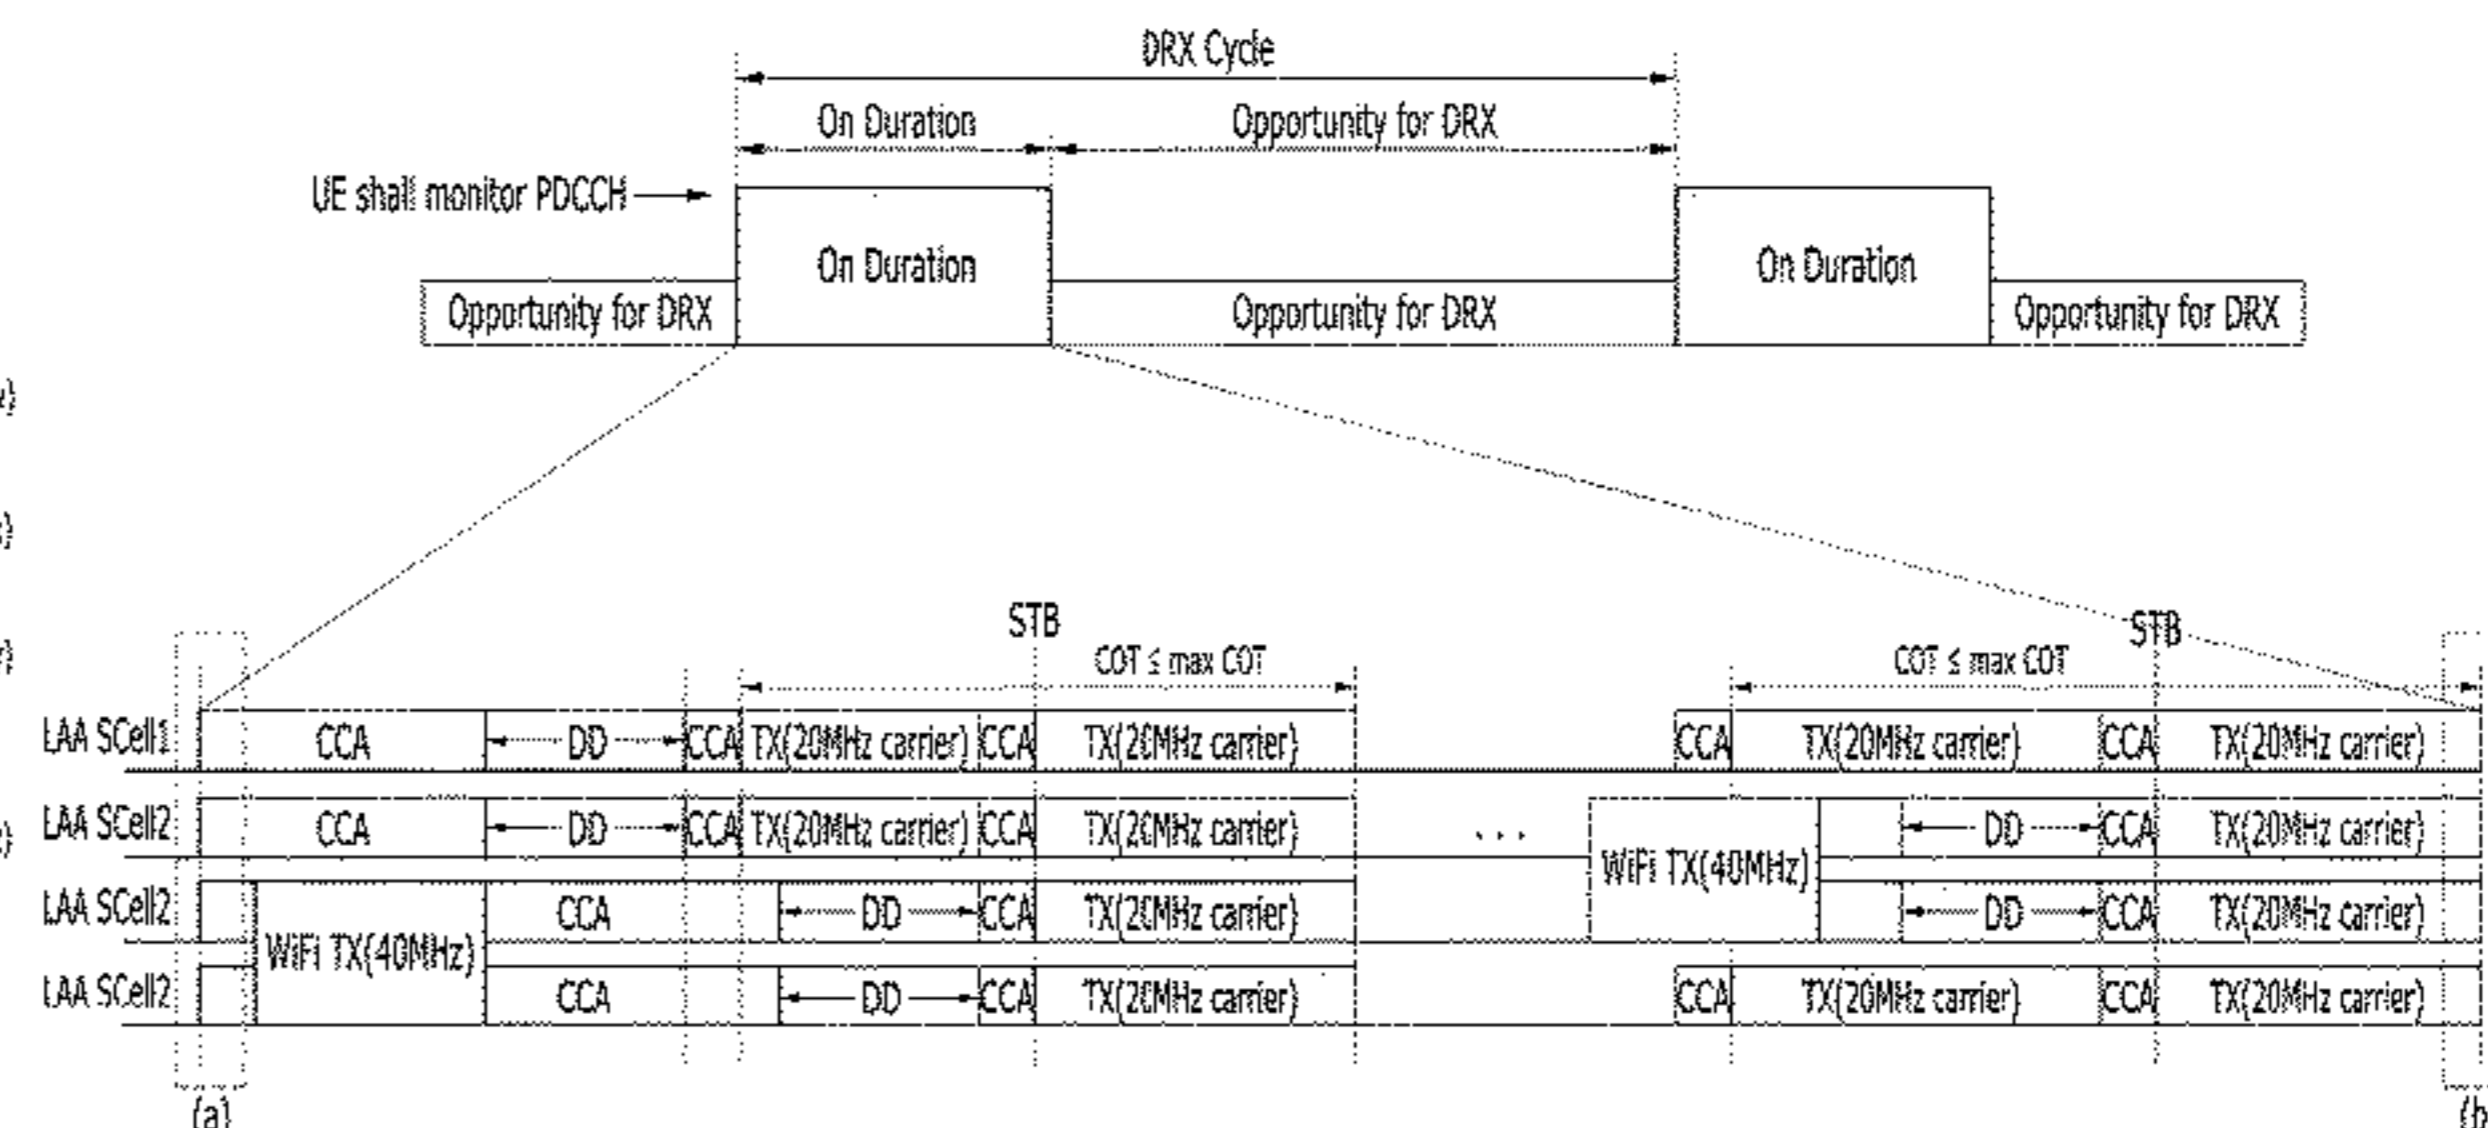 DRX Cycle
On Duration Opportunity for DRX
UE shall monitor PDCCH
On Duration On Duration
Opportunity for DRX Opportunity for DRX Opportunity for DRX
STB STB
COT ≤ max COT COT ≤ max COT
LAA SCell1 CCA DD CCA TX(20MHz carrier) CCA TX(20MHz carrier) CCA TX(20MHz carrier) CCA TX(20MHz carrier)
LAA SCell2 CCA DD CCA TX(20MHz carrier) CCA TX(20MHz carrier) ... DD CCA TX(20MHz carrier)
WiFi TX(40MHz)
LAA SCell2 CCA DD CCA TX(20MHz carrier) DD CCA TX(20MHz carrier)
WiFi TX(40MHz)
LAA SCell2 CCA DD CCA TX(20MHz carrier) CCA TX(20MHz carrier) CCA TX(20MHz carrier)
(a)